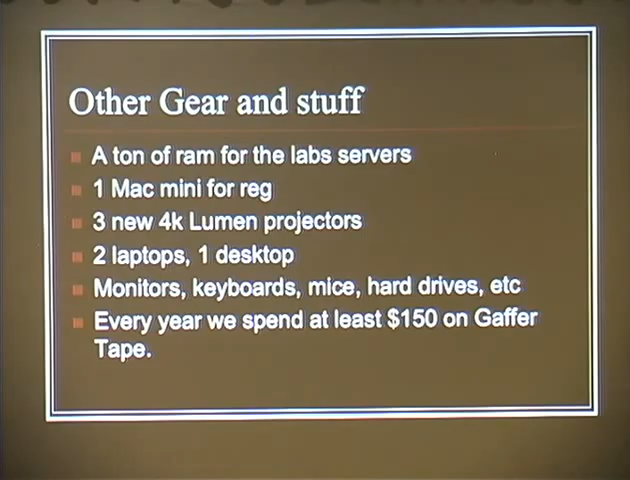 Other Gear and stuff
A ton of ram for the labs servers
1 Mac mini for reg
3 new 4k Lumen projectors
2 laptops, 1 desktop
Monitors, keyboards, mice, hard drives, etc
Every year we spend at least $150 on Gaffer
Tape.